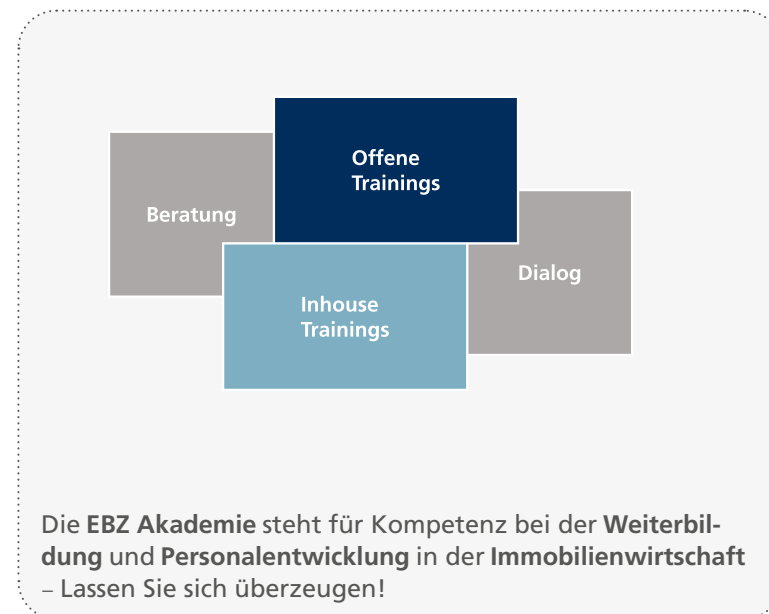 Offene
Trainings
Beratung
Dialog
Inhouse
Trainings
Die EBZ Akademie steht für Kompetenz bei der Weiterbil-
dung und Personalentwicklung in der Immobilienwirtschaft
– Lassen Sie sich überzeugen!